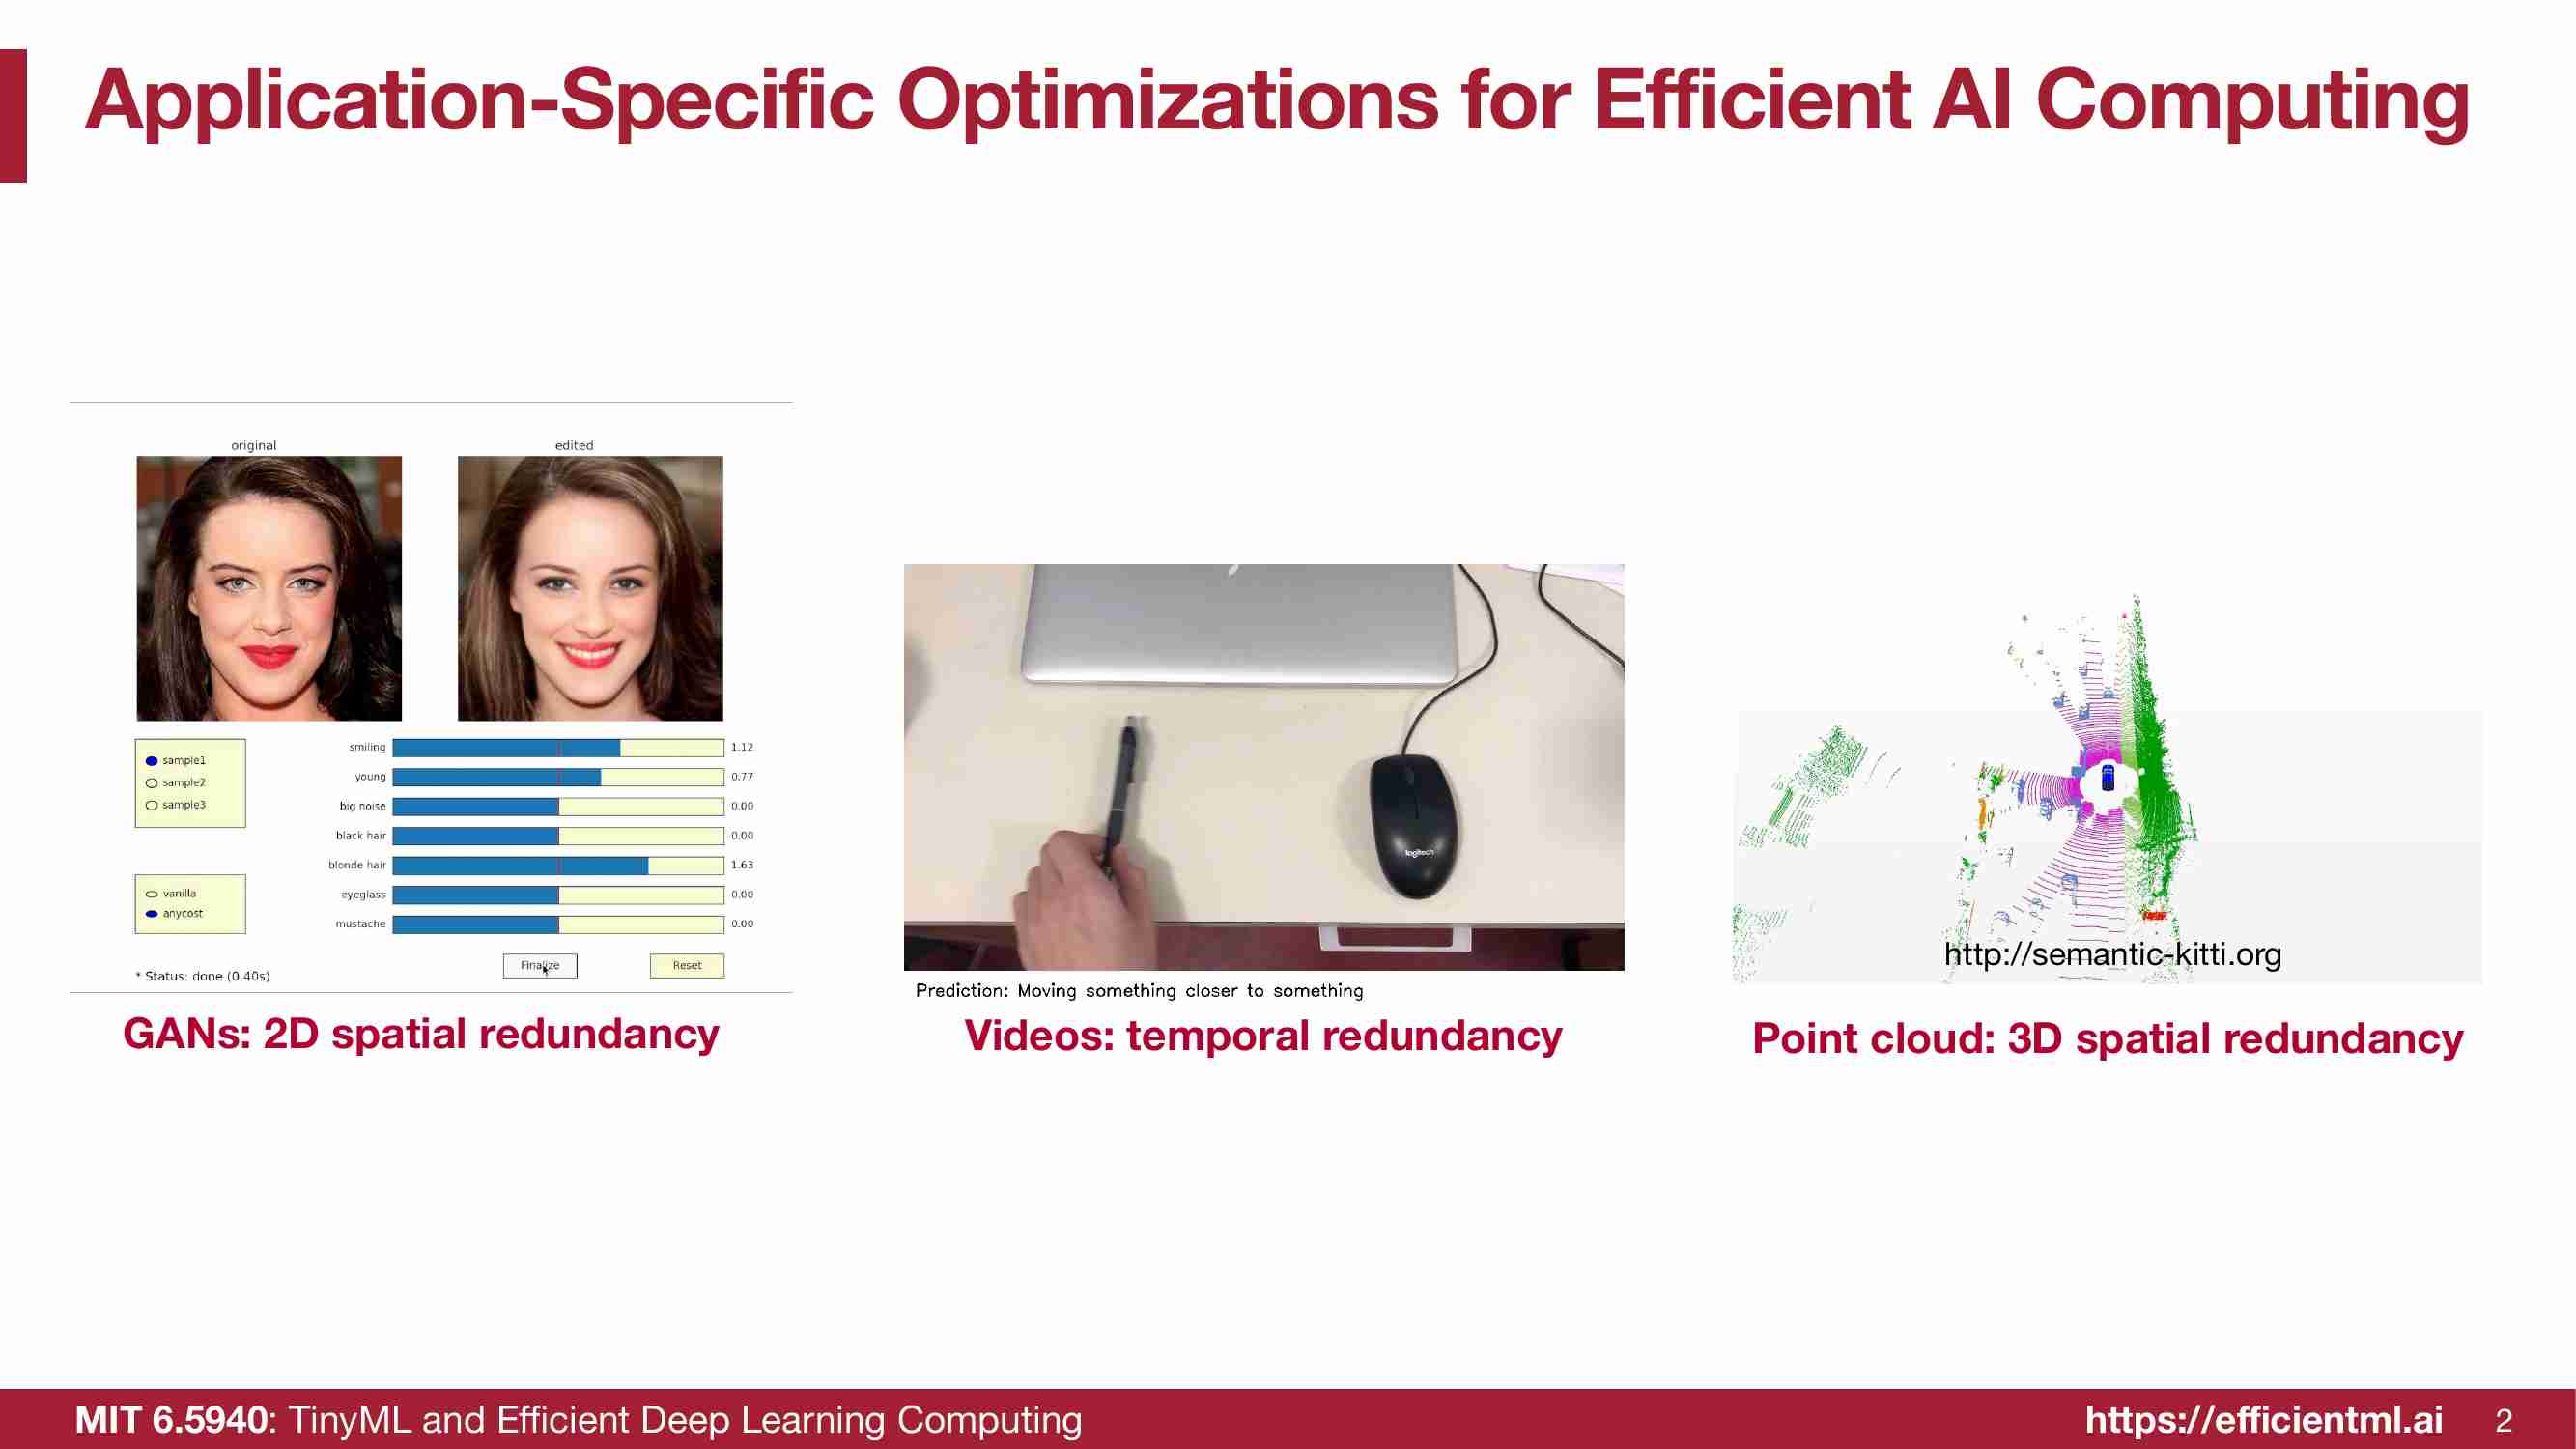 Application-Specific Optimizations for Efficient AI Computing
original
edited
sample1
sample2
sample3
vanilla
anycost
smiling 1.12
young 0.77
big noise 0.00
black hair 0.00
blonde hair 1.63
eyeglass 0.00
mustache 0.00
Finalize
Reset
* Status: done (0.40s)
GANs: 2D spatial redundancy
logitech
Prediction: Moving something closer to something
Videos: temporal redundancy
http://semantic-kitti.org
Point cloud: 3D spatial redundancy
MIT 6.5940: TinyML and Efficient Deep Learning Computing
https://efficientml.ai
2